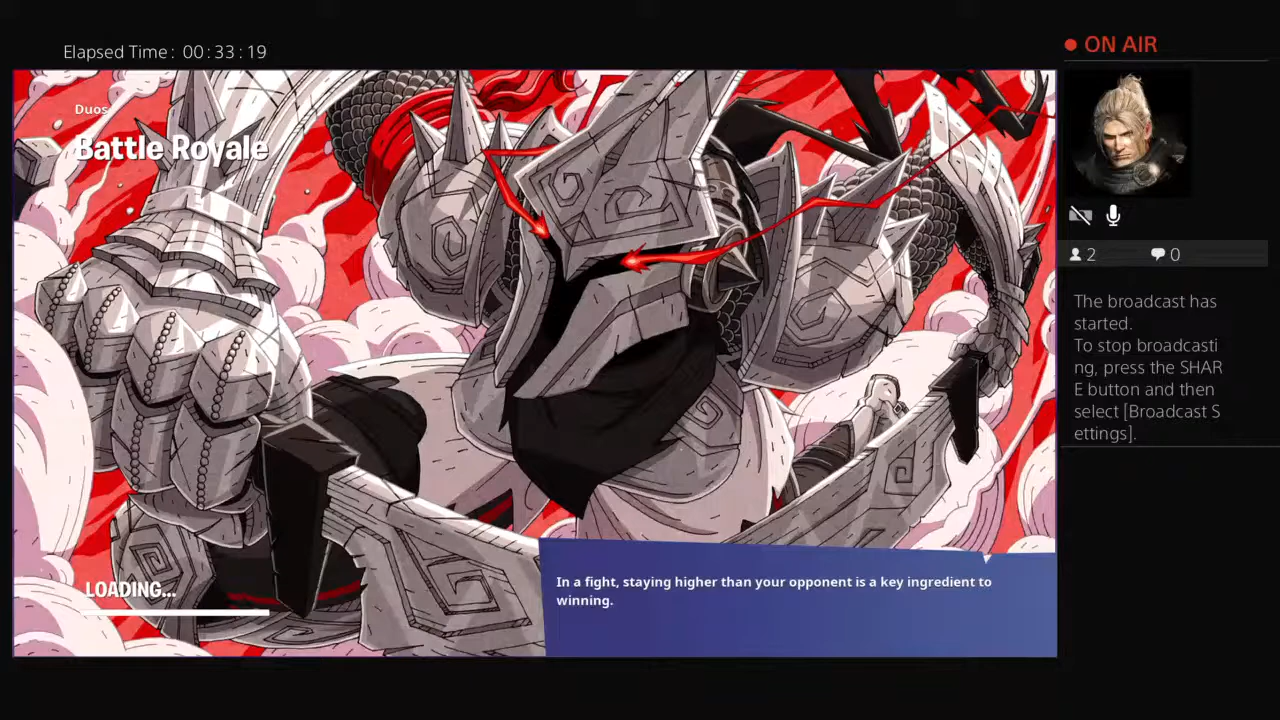 Elapsed Time: 00:33:19
ON AIR
Duos
Battle Royale
2
0
The broadcast has
started.
To stop broadcasti
ng, press the SHAR
E button and then
select [Broadcast S
ettings].
In a fight, staying higher than your opponent is a key ingredient to
winning.
LOADING...